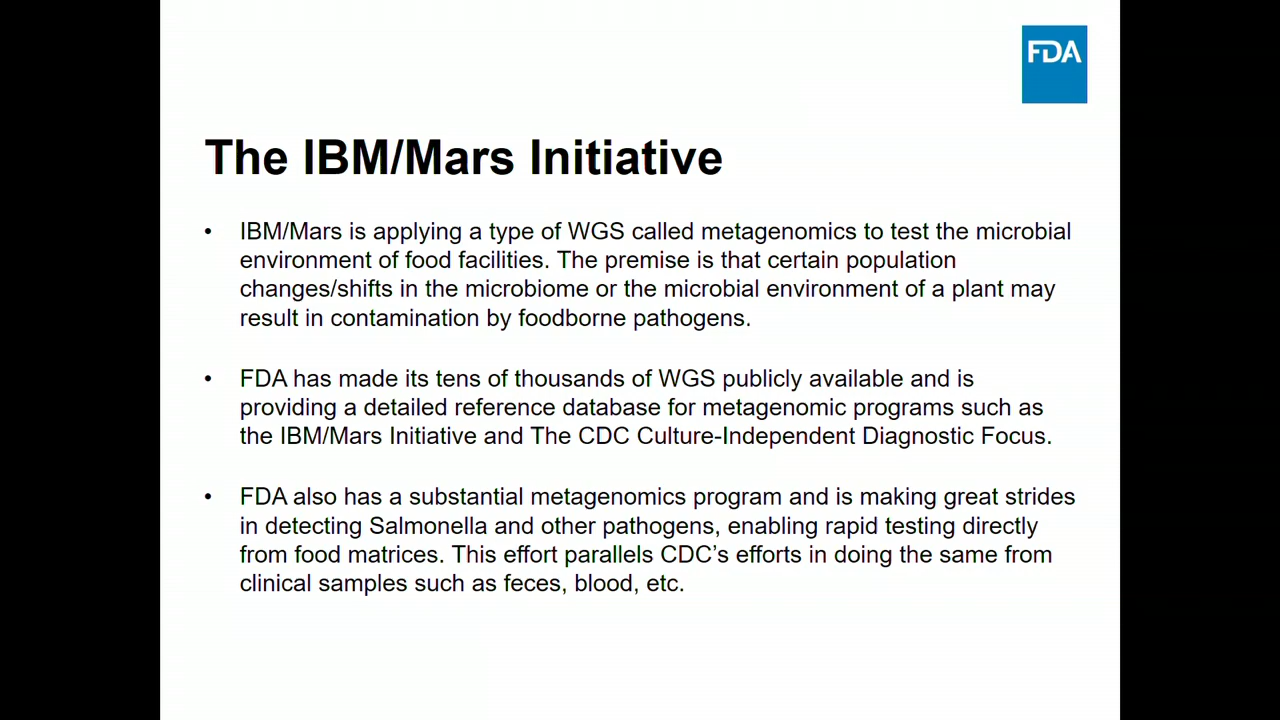 FDA
The IBM/Mars Initiative
• IBM/Mars is applying a type of WGS called metagenomics to test the microbial
environment of food facilities. The premise is that certain population
changes/shifts in the microbiome or the microbial environment of a plant may
result in contamination by foodborne pathogens.
• FDA has made its tens of thousands of WGS publicly available and is
providing a detailed reference database for metagenomic programs such as
the IBM/Mars Initiative and The CDC Culture-Independent Diagnostic Focus.
• FDA also has a substantial metagenomics program and is making great strides
in detecting Salmonella and other pathogens, enabling rapid testing directly
from food matrices. This effort parallels CDC’s efforts in doing the same from
clinical samples such as feces, blood, etc.